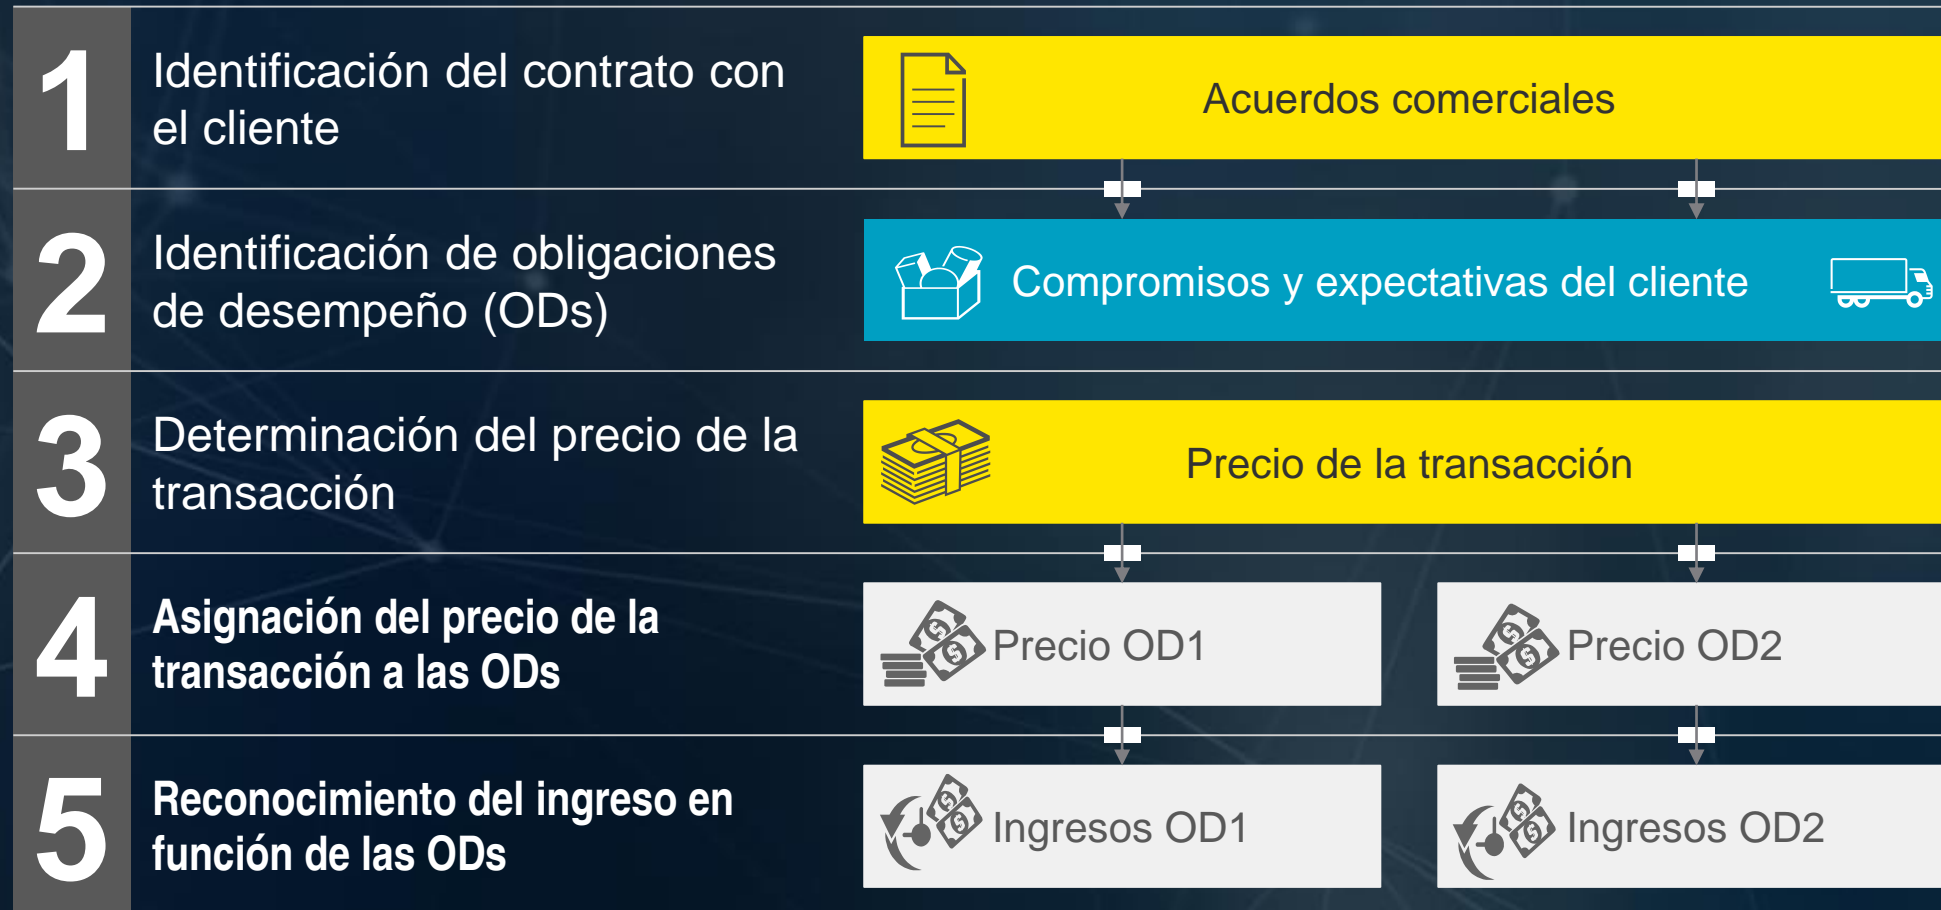 1
Identificación del contrato con
el cliente
Acuerdos comerciales
2
Identificación de obligaciones
de desempeño (ODs)
Compromisos y expectativas del cliente
3
Determinación del precio de la
transacción
Precio de la transacción
4
Asignación del precio de la
transacción a las ODs
Precio OD1
Precio OD2
5
Reconocimiento del ingreso en
función de las ODs
Ingresos OD1
Ingresos OD2